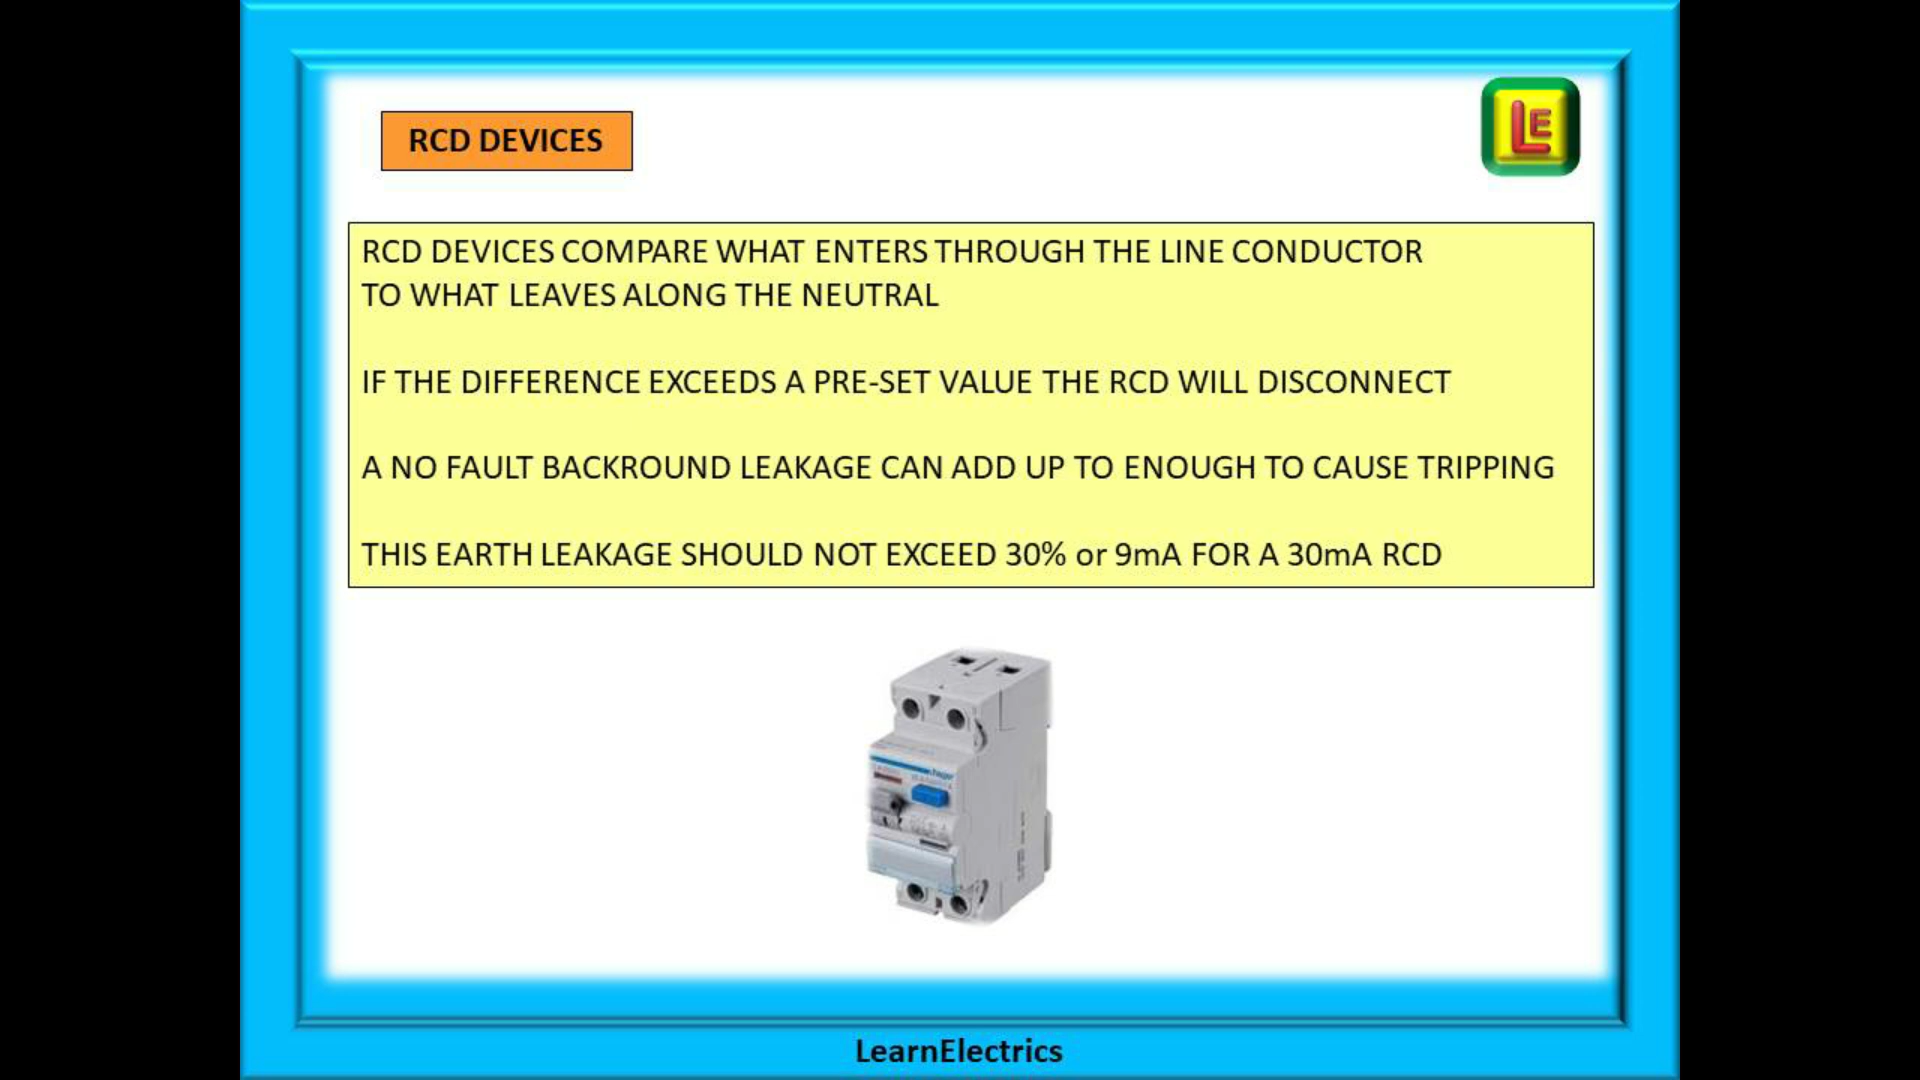 RCD DEVICES
LE
RCD DEVICES COMPARE WHAT ENTERS THROUGH THE LINE CONDUCTOR
TO WHAT LEAVES ALONG THE NEUTRAL
IF THE DIFFERENCE EXCEEDS A PRE-SET VALUE THE RCD WILL DISCONNECT
A NO FAULT BACKROUND LEAKAGE CAN ADD UP TO ENOUGH TO CAUSE TRIPPING
THIS EARTH LEAKAGE SHOULD NOT EXCEED 30% or 9mA FOR A 30mA RCD
hager
LearnElectrics